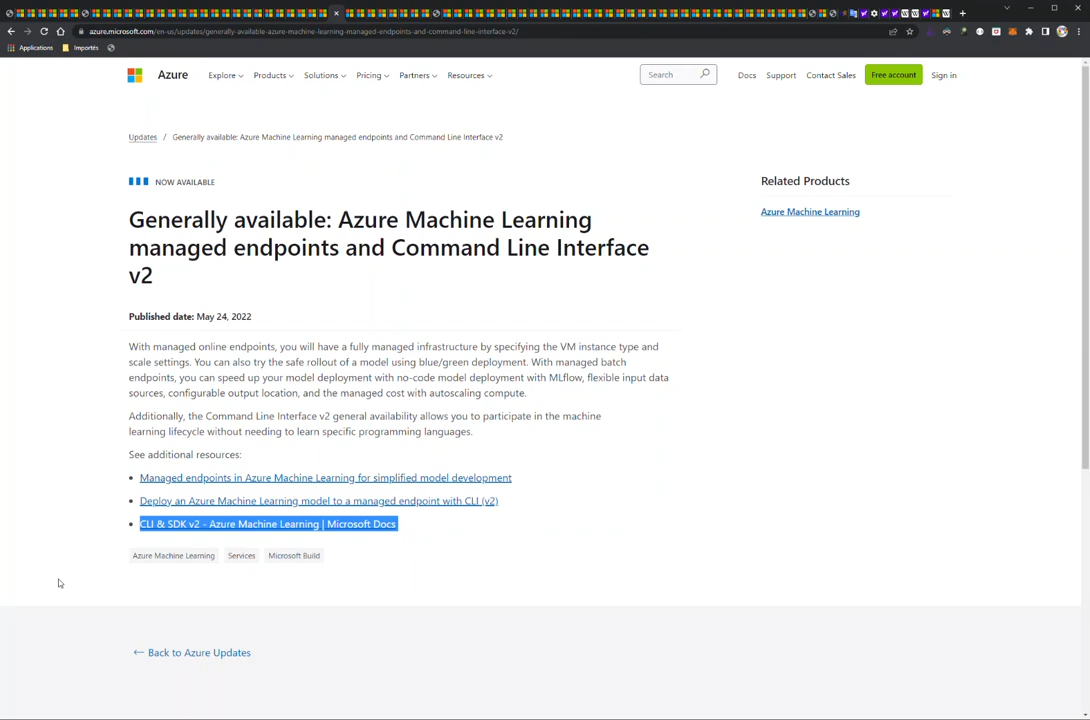 azure.microsoft.com/en-us/updates/generally-available-azure-machine-learning-managed-endpoints-and-command-line-interface-v2/
Applications Importés
Azure Explore Products Solutions Pricing Partners Resources Search Docs Support Contact Sales Free account Sign in
Updates / Generally available: Azure Machine Learning managed endpoints and Command Line Interface v2
NOW AVAILABLE
Generally available: Azure Machine Learning
managed endpoints and Command Line Interface
v2
Published date: May 24, 2022
With managed online endpoints, you will have a fully managed infrastructure by specifying the VM instance type and
scale settings. You can also try the safe rollout of a model using blue/green deployment. With managed batch
endpoints, you can speed up your model deployment with no-code model deployment with MLflow, flexible input data
sources, configurable output location, and the managed cost with autoscaling compute.
Additionally, the Command Line Interface v2 general availability allows you to participate in the machine
learning lifecycle without needing to learn specific programming languages.
See additional resources:
• Managed endpoints in Azure Machine Learning for simplified model development
• Deploy an Azure Machine Learning model to a managed endpoint with CLI (v2)
• CLI & SDK v2 - Azure Machine Learning | Microsoft Docs
Azure Machine Learning Services Microsoft Build
Related Products
Azure Machine Learning
← Back to Azure Updates